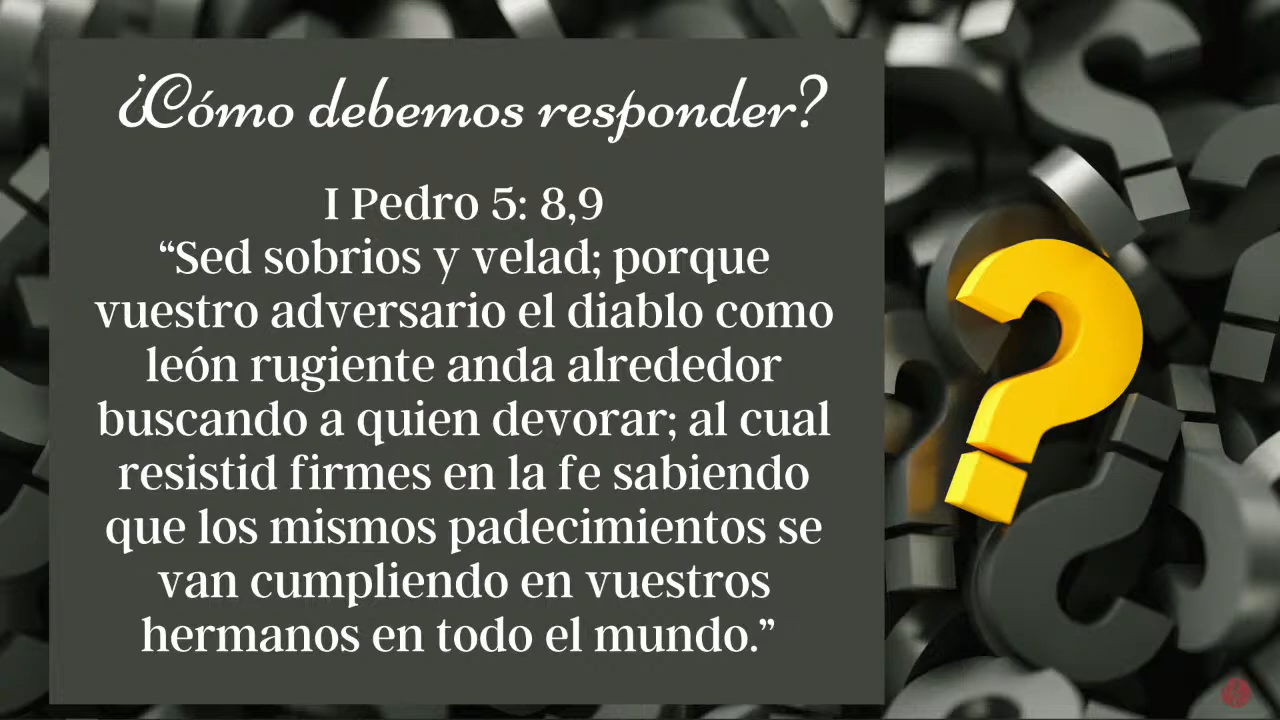 ¿Cómo debemos responder?
I Pedro 5: 8,9
“Sed sobrios y velad; porque
vuestro adversario el diablo como
león rugiente anda alrededor
buscando a quien devorar; al cual
resistid firmes en la fe sabiendo
que los mismos padecimientos se
van cumpliendo en vuestros
hermanos en todo el mundo.”